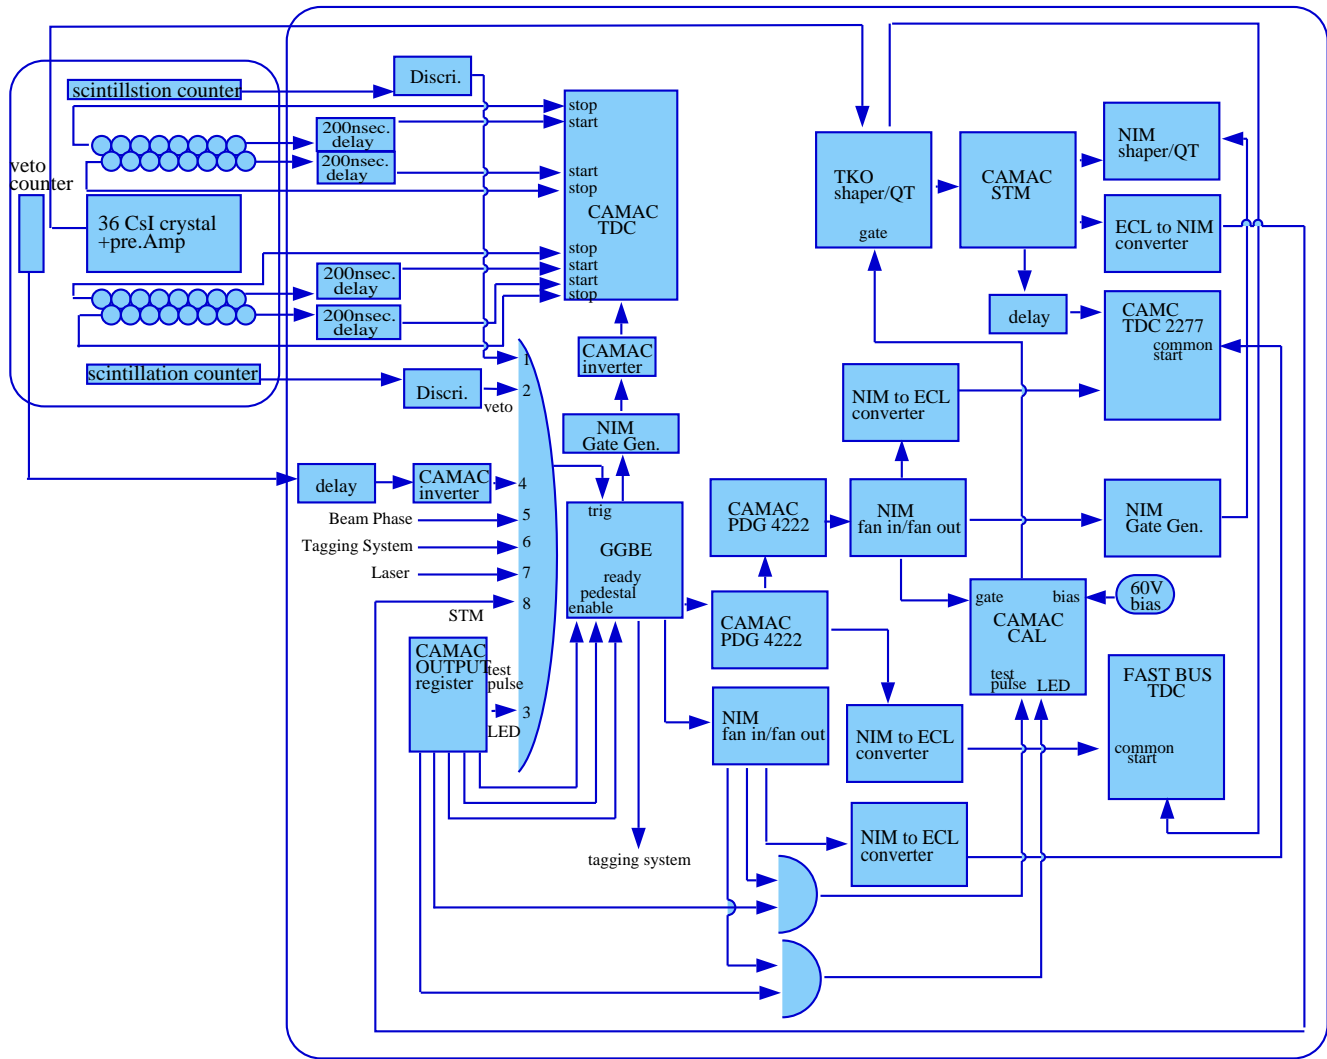 scintillstion counter
Discri.
stop
start
200nsec.
delay
200nsec.
delay
start
stop
CAMAC
TDC
veto
counter
36 CsI crystal
+pre.Amp
stop
start
start
stop
200nsec.
delay
200nsec.
delay
scintillation counter
Discri.
veto
CAMAC
inverter
NIM
Gate Gen.
delay
CAMAC
inverter
Beam Phase
Tagging System
Laser
STM
1
2
4
5
6
7
8
3
CAMAC
OUTPUT
register
test
pulse
LED
trig
GGBE
ready
pedestal
enable
tagging system
TKO
shaper/QT
gate
CAMAC
STM
NIM
shaper/QT
ECL to NIM
converter
delay
CAMC
TDC 2277
common
start
NIM to ECL
converter
CAMAC
PDG 4222
NIM
fan in/fan out
NIM
Gate Gen.
CAMAC
PDG 4222
gate
bias
CAMAC
CAL
test
pulse
LED
60V
bias
NIM
fan in/fan out
NIM to ECL
converter
FAST BUS
TDC
common
start
NIM to ECL
converter